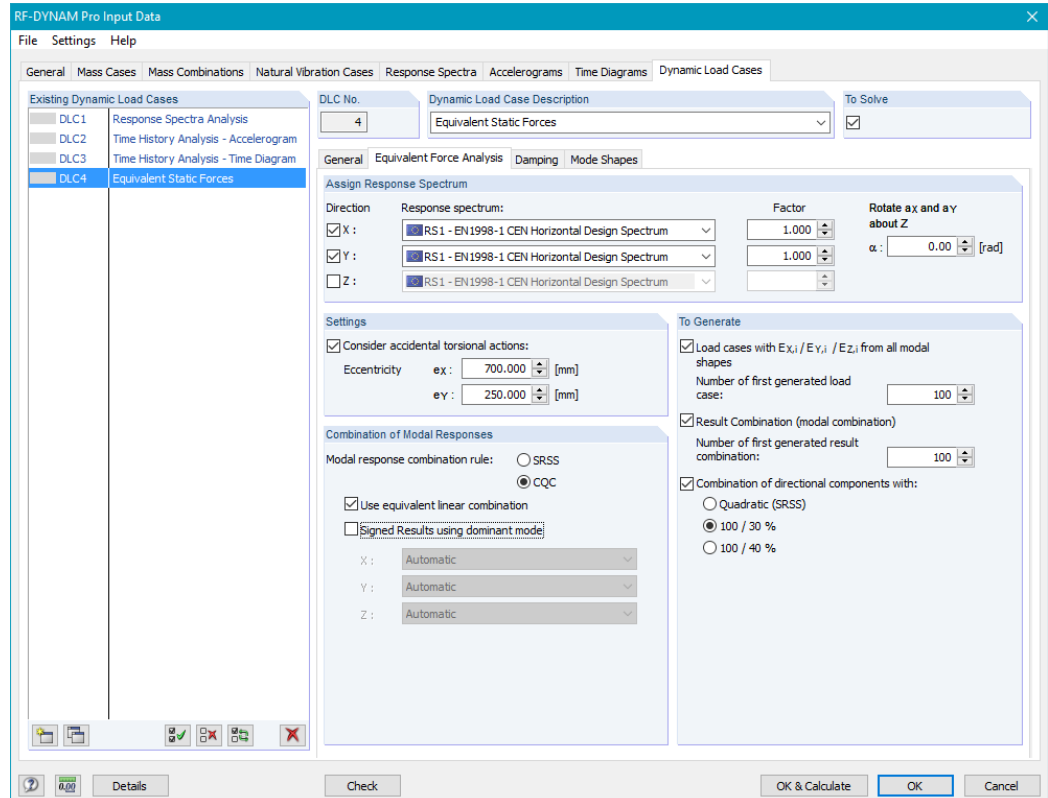 RF-DYNAM Pro Input Data
File Settings Help
General Mass Cases Mass Combinations Natural Vibration Cases Response Spectra Accelerograms Time Diagrams Dynamic Load Cases
Existing Dynamic Load Cases
DLC1 Response Spectra Analysis
DLC2 Time History Analysis - Accelerogram
DLC3 Time History Analysis - Time Diagram
DLC4 Equivalent Static Forces
DLC No.
4
Dynamic Load Case Description
Equivalent Static Forces
To Solve
General Equivalent Force Analysis Damping Mode Shapes
Assign Response Spectrum
Direction Response spectrum: Factor
X : RS1 - EN1998-1 CEN Horizontal Design Spectrum 1.000
Y : RS1 - EN1998-1 CEN Horizontal Design Spectrum 1.000
Z : RS1 - EN1998-1 CEN Horizontal Design Spectrum
Rotate aX and aY
about Z
α : 0.00 [rad]
Settings
Consider accidental torsional actions:
Eccentricity eX : 700.000 [mm]
eY : 250.000 [mm]
Combination of Modal Responses
Modal response combination rule: SRSS
CQC
Use equivalent linear combination
Signed Results using dominant mode
X : Automatic
Y : Automatic
Z : Automatic
To Generate
Load cases with EX,i / EY,i / EZ,i from all modal
shapes
Number of first generated load
case: 100
Result Combination (modal combination)
Number of first generated result
combination: 100
Combination of directional components with:
Quadratic (SRSS)
100 / 30 %
100 / 40 %
0.00
Details Check OK & Calculate OK Cancel